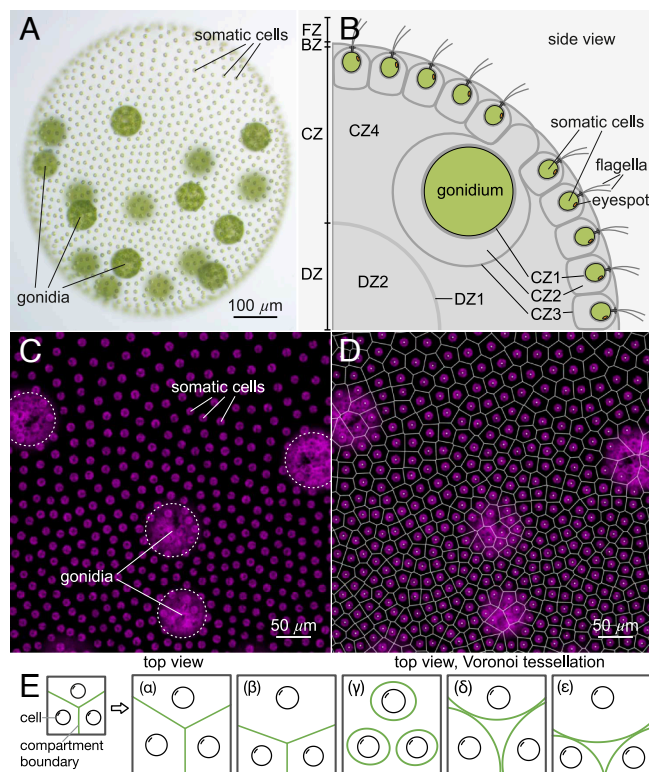 A
somatic cells
gonidia
100 μm
B
side view
FZ
BZ
CZ
DZ
CZ4
somatic cells
flagella
gonidium
eyespot
CZ1
CZ2
CZ3
DZ2
DZ1
C
somatic cells
gonidia
50 μm
D
50 μm
top view
top view, Voronoi tessellation
E
cell
compartment
boundary
(α)
(β)
(γ)
(δ)
(ε)